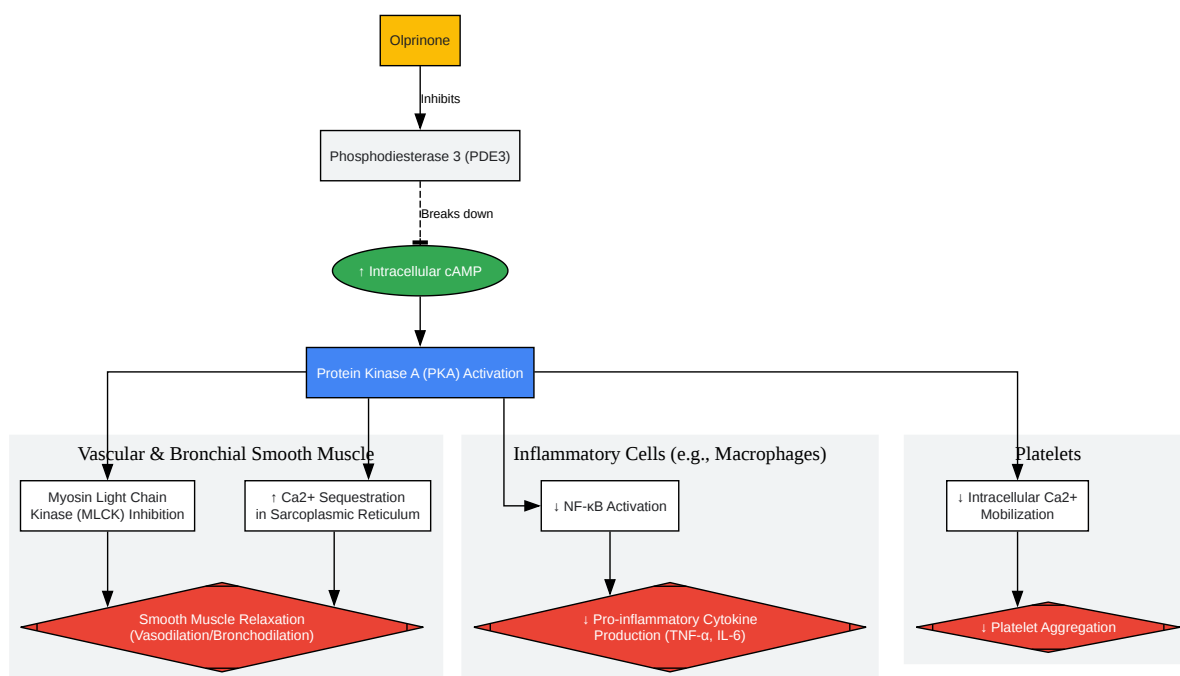 Olprinone
Inhibits
Phosphodiesterase 3 (PDE3)
Breaks down
↑ Intracellular cAMP
Protein Kinase A (PKA) Activation
Vascular & Bronchial Smooth Muscle
Myosin Light Chain
Kinase (MLCK) Inhibition
↑ Ca2+ Sequestration
in Sarcoplasmic Reticulum
Smooth Muscle Relaxation
(Vasodilation/Bronchodilation)
Inflammatory Cells (e.g., Macrophages)
↓ NF-κB Activation
↓ Pro-inflammatory Cytokine
Production (TNF-α, IL-6)
Platelets
↓ Intracellular Ca2+
Mobilization
↓ Platelet Aggregation